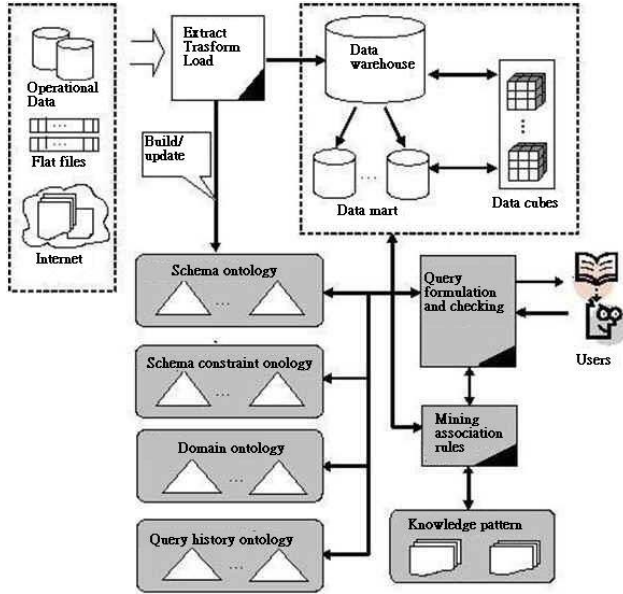 Extract
Trasform
Load
Data
warehouse
Operational
Data
...
Flat files
Internet
Build/
update
...
Data mart
Data cubes
Schema ontology
...
Query
formulation
and checking
Users
Schema constraint onology
...
Mining
association
rules
Domain ontology
...
Knowledge pattern
Query history ontology
...